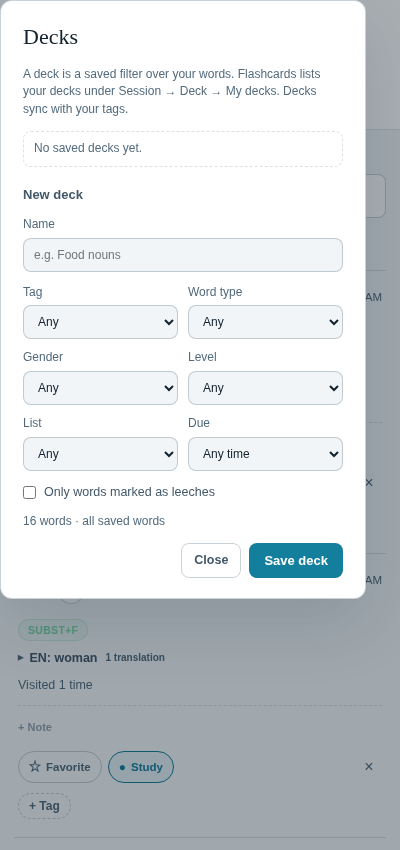 Decks
A deck is a saved filter over your words. Flashcards lists
your decks under Session → Deck → My decks. Decks
sync with your tags.
No saved decks yet.
New deck
Name
e.g. Food nouns
Tag Word type
Any Any
Gender Level
Any Any
List Due
Any Any time
Only words marked as leeches
16 words · all saved words
Close Save deck
AM
×
AM
SUBST+F
▸ EN: woman 1 translation
Visited 1 time
+ Note
☆ Favorite ● Study ×
+ Tag